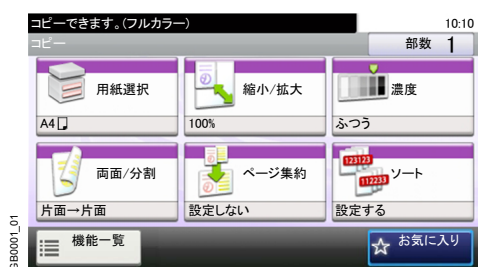 コピーできます。(フルカラー)
10:10
コピー
部数 1
用紙選択
A4
縮小/拡大
100%
濃度
ふつう
両面/分割
片面→片面
ページ集約
設定しない
123123
112233
ソート
設定する
機能一覧
お気に入り
GB0001_01